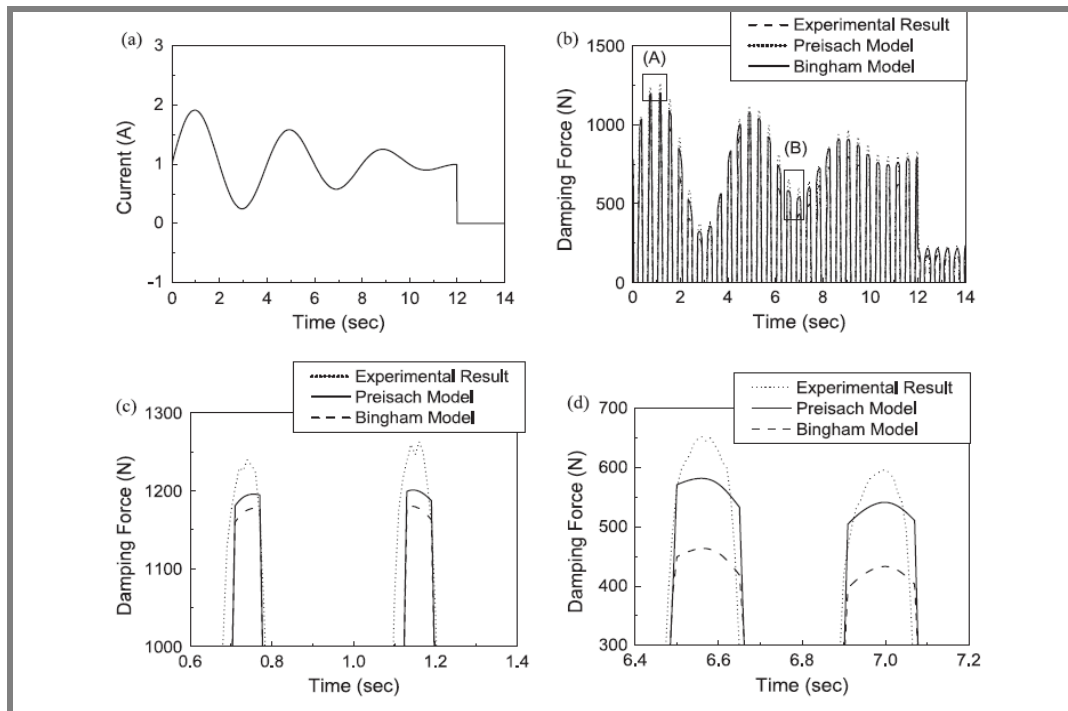 (a)
3
2
1
0
-1
Current (A)
0 2 4 6 8 10 12 14
Time (sec)
Experimental Result
Preisach Model
Bingham Model
(b)
1500
1000
500
0
Damping Force (N)
(A)
(B)
0 2 4 6 8 10 12 14
Time (sec)
Experimental Result
Preisach Model
Bingham Model
(c)
1300
1200
1100
1000
Damping Force (N)
0.6 0.8 1.0 1.2 1.4
Time (sec)
Experimental Result
Preisach Model
Bingham Model
(d)
700
600
500
400
300
Damping Force (N)
6.4 6.6 6.8 7.0 7.2
Time (sec)